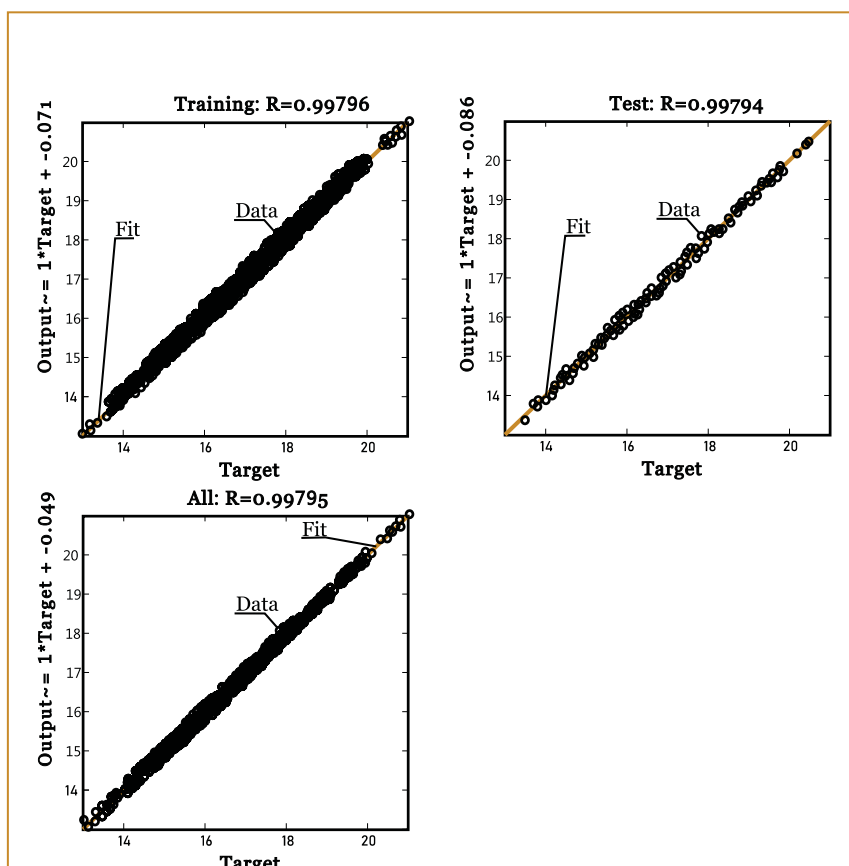 Training: R=0.99796
Output~= 1*Target + -0.071
20
19
18
17
16
15
14
Fit
Data
14 16 18 20
Target
Test: R=0.99794
Output~= 1*Target + -0.086
20
19
18
17
16
15
14
Fit
Data
14 16 18 20
Target
All: R=0.99795
Output~= 1*Target + -0.049
20
19
18
17
16
15
14
Fit
Data
14 16 18 20
Target